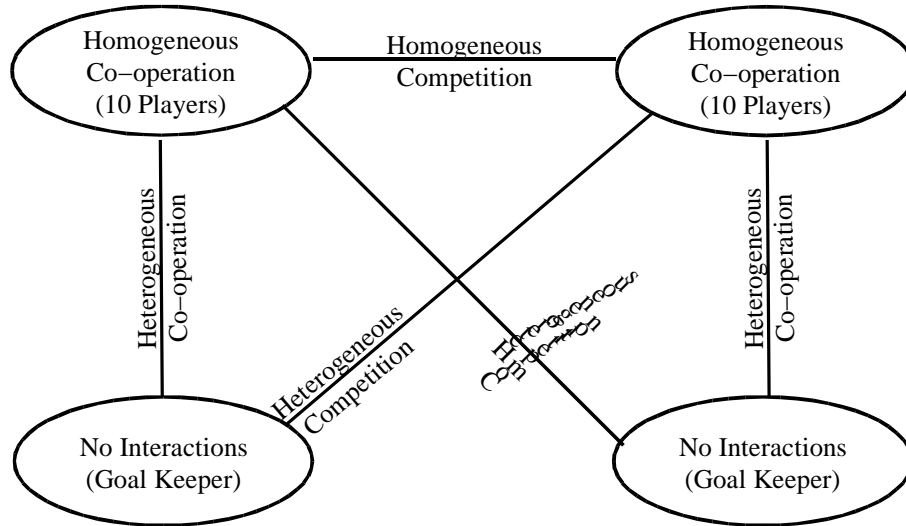 Homogeneous
Co−operation
(10 Players)
Homogeneous
Competition
Homogeneous
Co−operation
(10 Players)
Heterogeneous
Co−operation
Heterogeneous
Competition
Heterogeneous
Co−operation
No Interactions
(Goal Keeper)
No Interactions
(Goal Keeper)